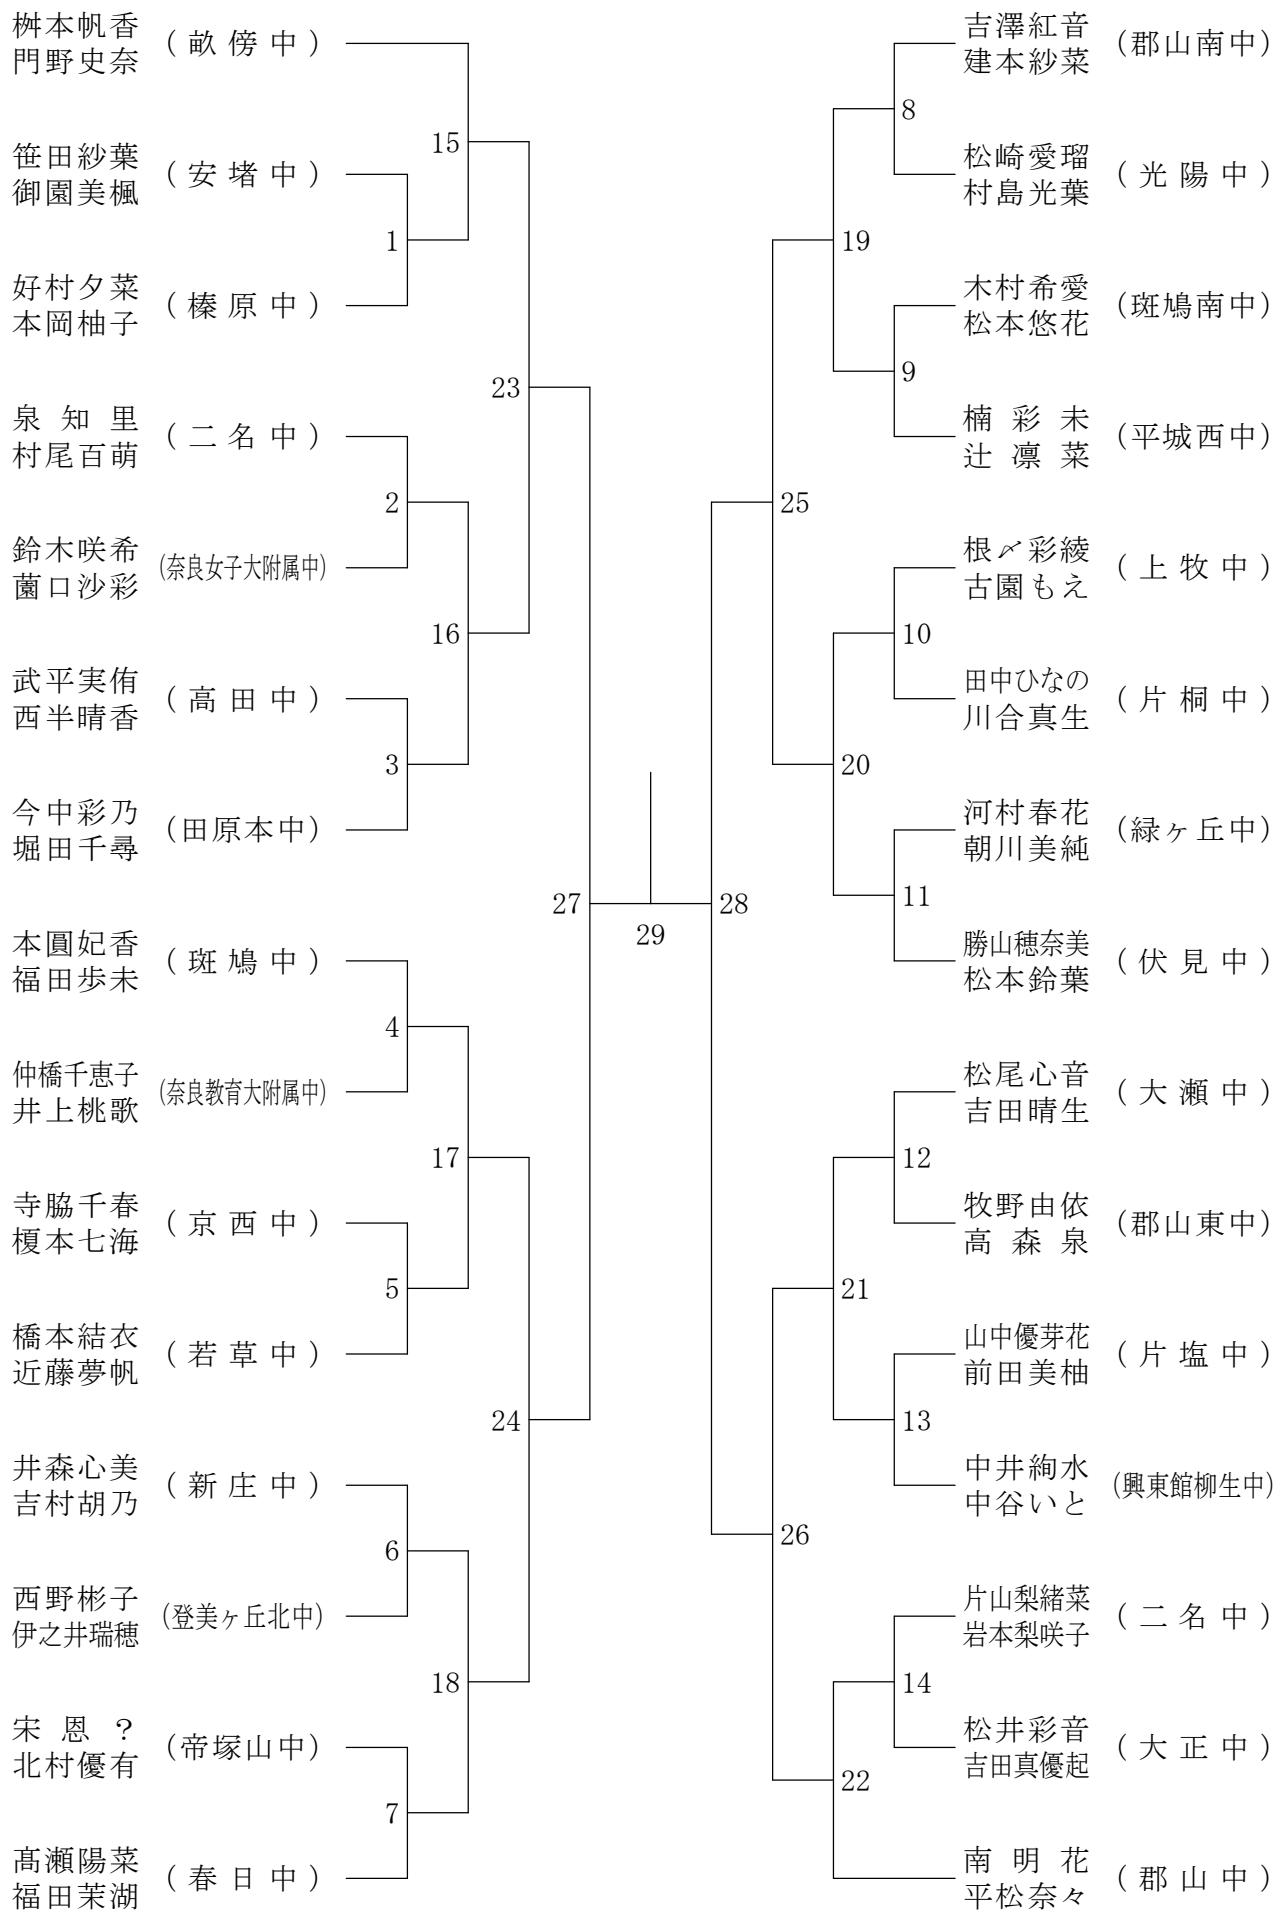 桝本帆香
門野史奈
(畝傍中)
笹田紗葉
御園美楓
(安堵中)
好村夕菜
本岡柚子
(榛原中)
泉知里
村尾百萌
(二名中)
鈴木咲希
薗口沙彩
(奈良女子大附属中)
武平実侑
西半晴香
(高田中)
今中彩乃
堀田千尋
(田原本中)
本圓妃香
福田歩未
(斑鳩中)
仲橋千恵子
井上桃歌
(奈良教育大附属中)
寺脇千春
榎本七海
(京西中)
橋本結衣
近藤夢帆
(若草中)
井森心美
吉村胡乃
(新庄中)
西野彬子
伊之井瑞穂
(登美ヶ丘北中)
宋恩?
北村優有
(帝塚山中)
髙瀬陽菜
福田茉湖
(春日中)
15
1
23
2
16
3
27
4
17
5
24
6
18
7
29
8
19
9
25
10
20
11
28
12
21
13
26
14
22
吉澤紅音
建本紗菜
(郡山南中)
松崎愛瑠
村島光葉
(光陽中)
木村希愛
松本悠花
(斑鳩南中)
楠彩未
辻凛菜
(平城西中)
根〆彩綾
古園もえ
(上牧中)
田中ひなの
川合真生
(片桐中)
河村春花
朝川美純
(緑ヶ丘中)
勝山穂奈美
松本鈴葉
(伏見中)
松尾心音
吉田晴生
(大瀬中)
牧野由依
高森泉
(郡山東中)
山中優芽花
前田美柚
(片塩中)
中井絢水
中谷いと
(興東館柳生中)
片山梨緒菜
岩本梨咲子
(二名中)
松井彩音
吉田真優起
(大正中)
南明花
平松奈々
(郡山中)